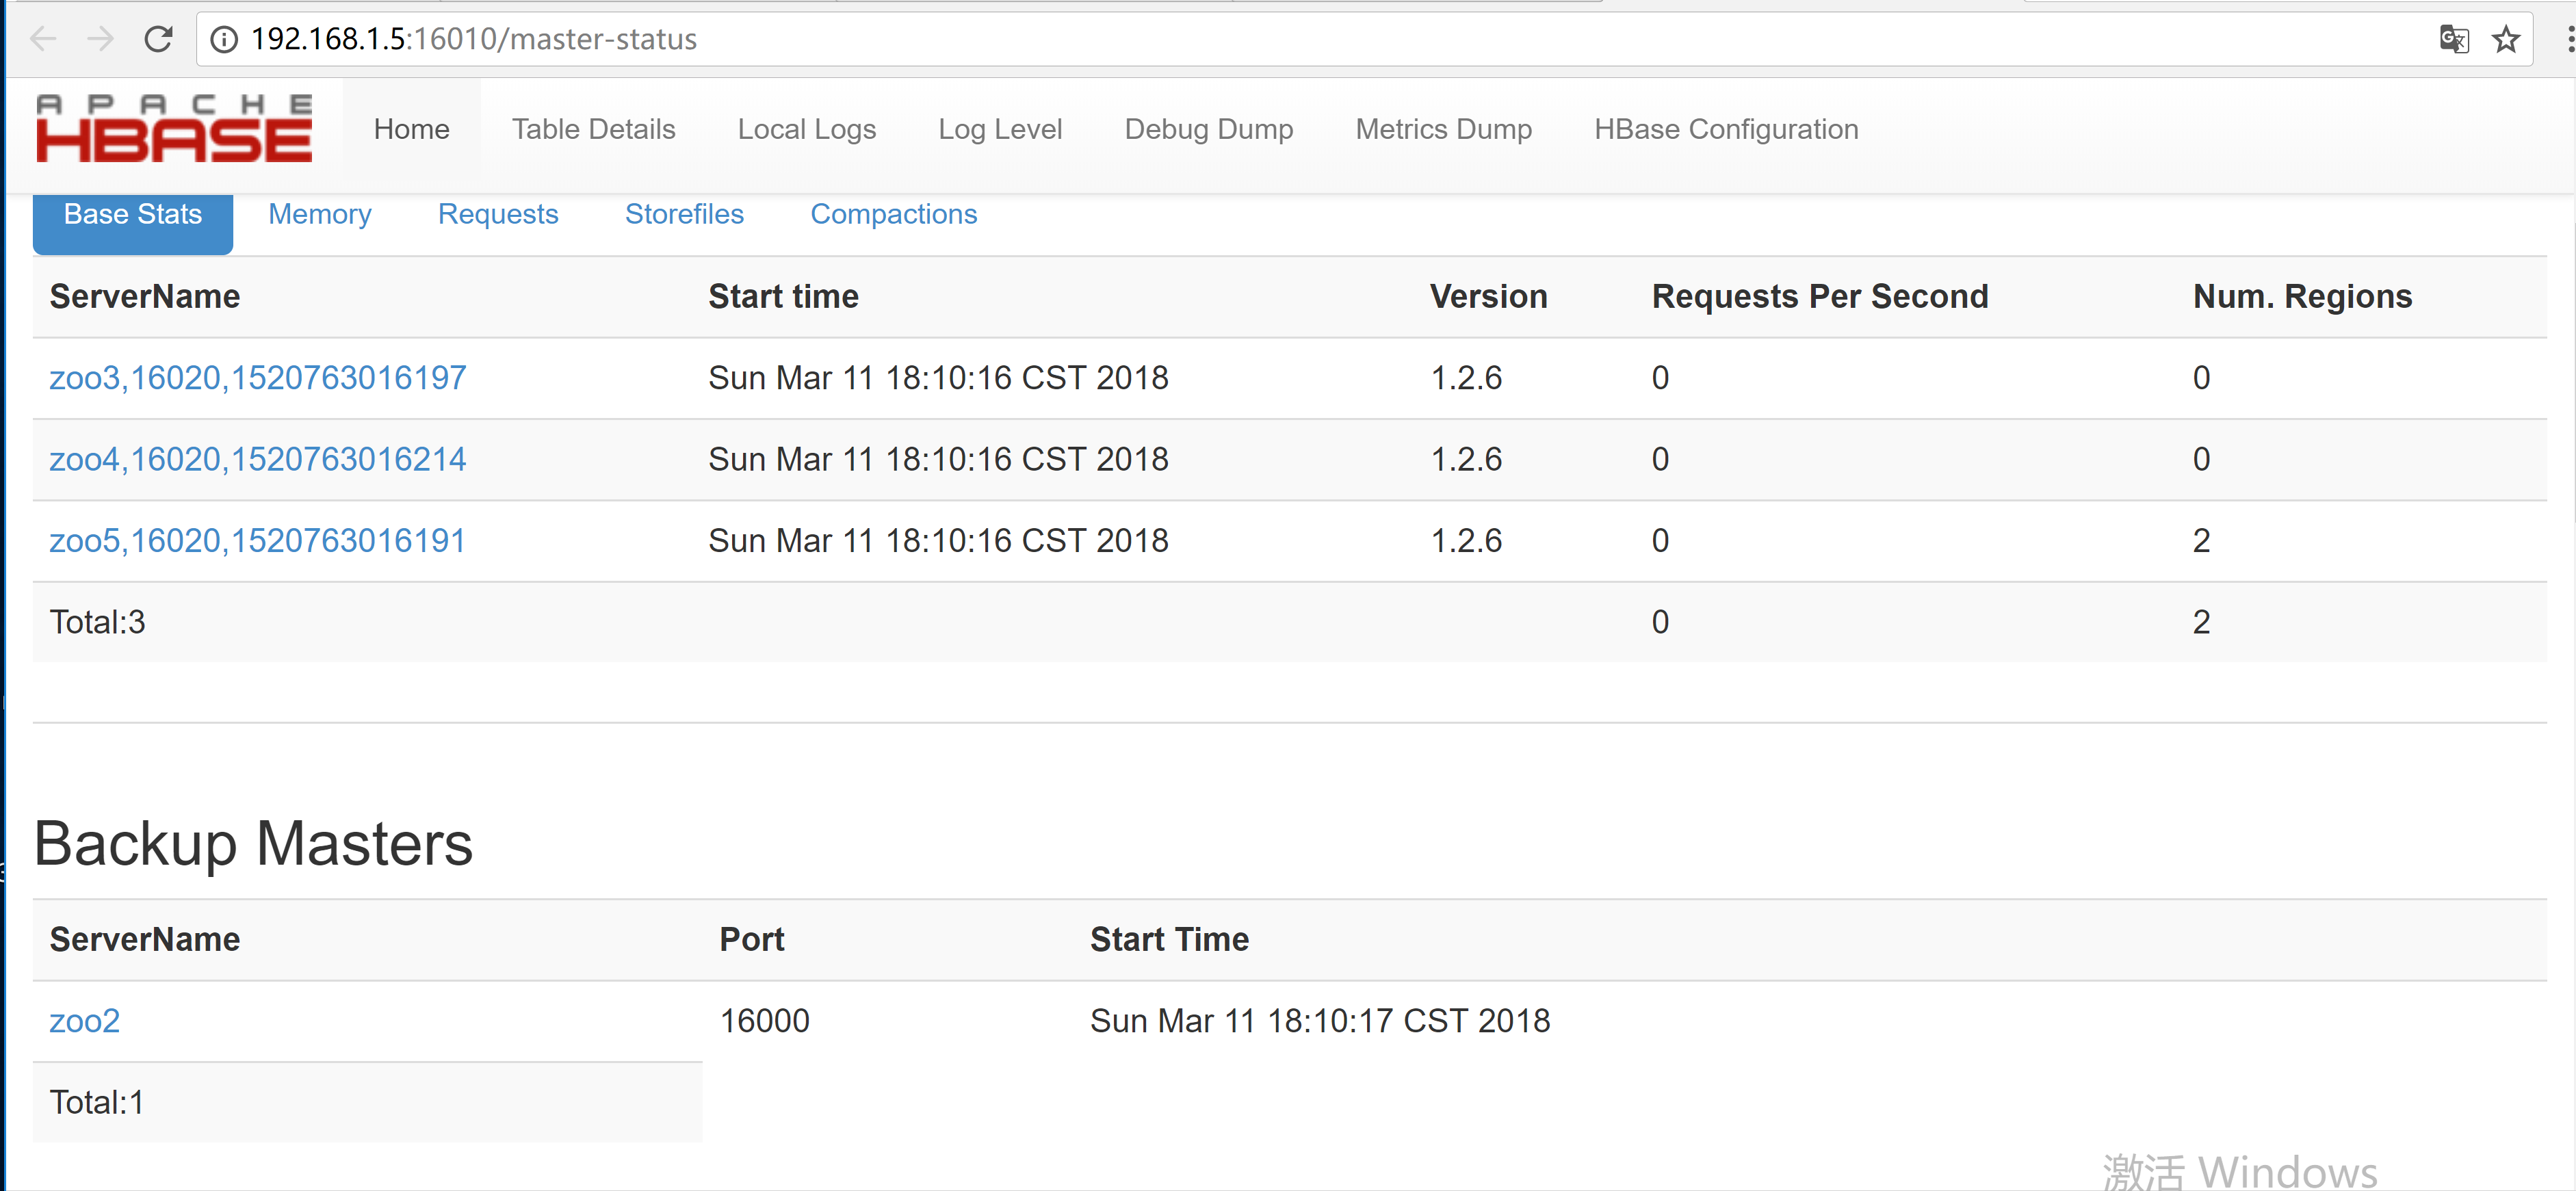 192.168.1.5:16010/master-status
APACHE
HBASE
Home Table Details Local Logs Log Level Debug Dump Metrics Dump HBase Configuration
Base Stats Memory Requests Storefiles Compactions
ServerName Start time Version Requests Per Second Num. Regions
zoo3,16020,1520763016197 Sun Mar 11 18:10:16 CST 2018 1.2.6 0 0
zoo4,16020,1520763016214 Sun Mar 11 18:10:16 CST 2018 1.2.6 0 0
zoo5,16020,1520763016191 Sun Mar 11 18:10:16 CST 2018 1.2.6 0 2
Total:3 0 2
Backup Masters
ServerName Port Start Time
zoo2 16000 Sun Mar 11 18:10:17 CST 2018
Total:1
激活 Windows